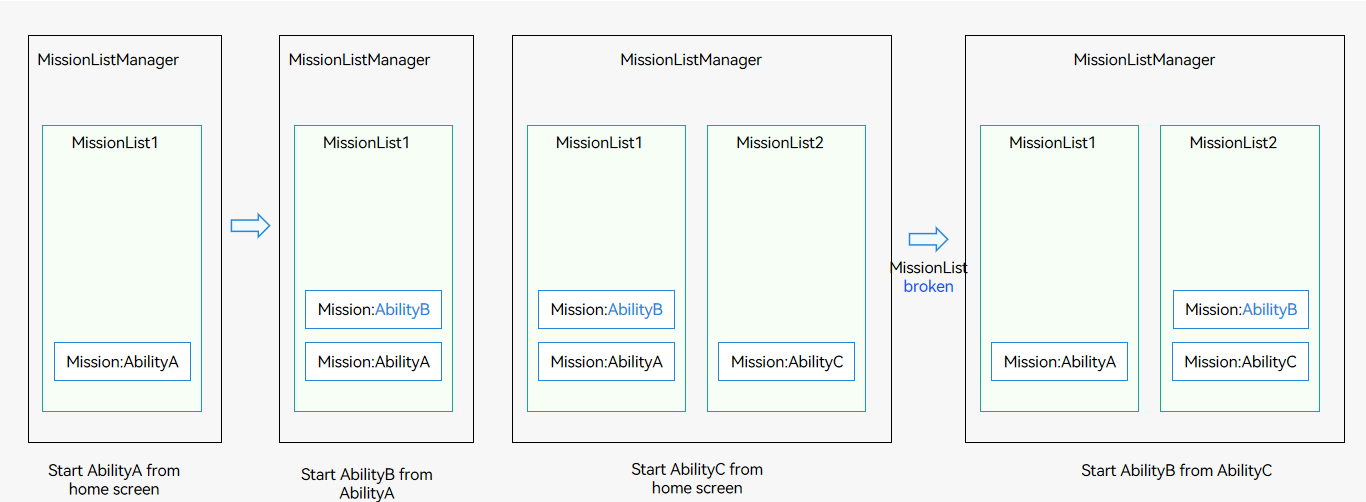 MissionListManager
MissionList1
Mission:AbilityA
Start AbilityA from
home screen
MissionListManager
MissionList1
Mission:AbilityB
Mission:AbilityA
Start AbilityB from
AbilityA
MissionListManager
MissionList1
Mission:AbilityB
Mission:AbilityA
MissionList2
Mission:AbilityC
Start AbilityC from
home screen
MissionList
broken
MissionListManager
MissionList1
Mission:AbilityA
MissionList2
Mission:AbilityB
Mission:AbilityC
Start AbilityB from AbilityC